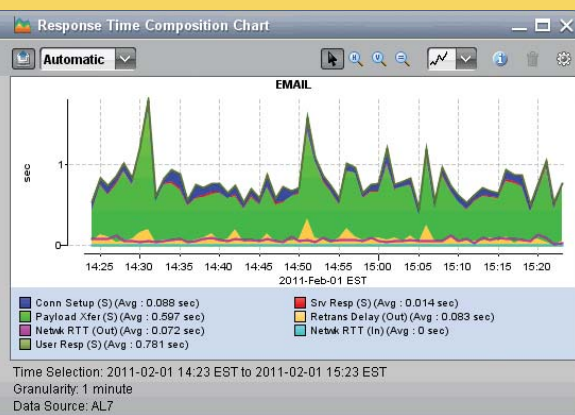 Response Time Composition Chart
Automatic
EMAIL
sec
1
0
14:25 14:30 14:35 14:40 14:45 14:50 14:55 15:00 15:05 15:10 15:15 15:20
2011-Feb-01 EST
Conn Setup (S) (Avg : 0.088 sec) Srv Resp (S) (Avg : 0.014 sec)
Payload Xfer (S) (Avg : 0.597 sec) Retrans Delay (Out) (Avg : 0.083 sec)
Netwk RTT (Out) (Avg : 0.072 sec) Netwk RTT (In) (Avg : 0 sec)
User Resp (S) (Avg : 0.781 sec)
Time Selection: 2011-02-01 14:23 EST to 2011-02-01 15:23 EST
Granularity: 1 minute
Data Source: AL7